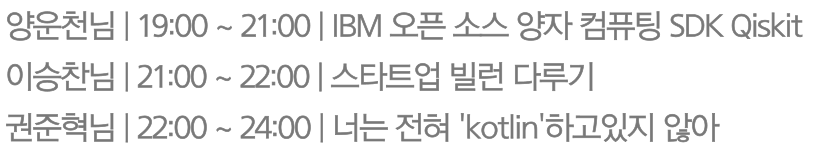 양운천님 | 19:00 ~ 21:00 | IBM 오픈 소스 양자 컴퓨팅 SDK Qiskit
이승찬님 | 21:00 ~ 22:00 | 스타트업 빌런 다루기
권준혁님 | 22:00 ~ 24:00 | 너는 전혀 'kotlin'하고있지 않아